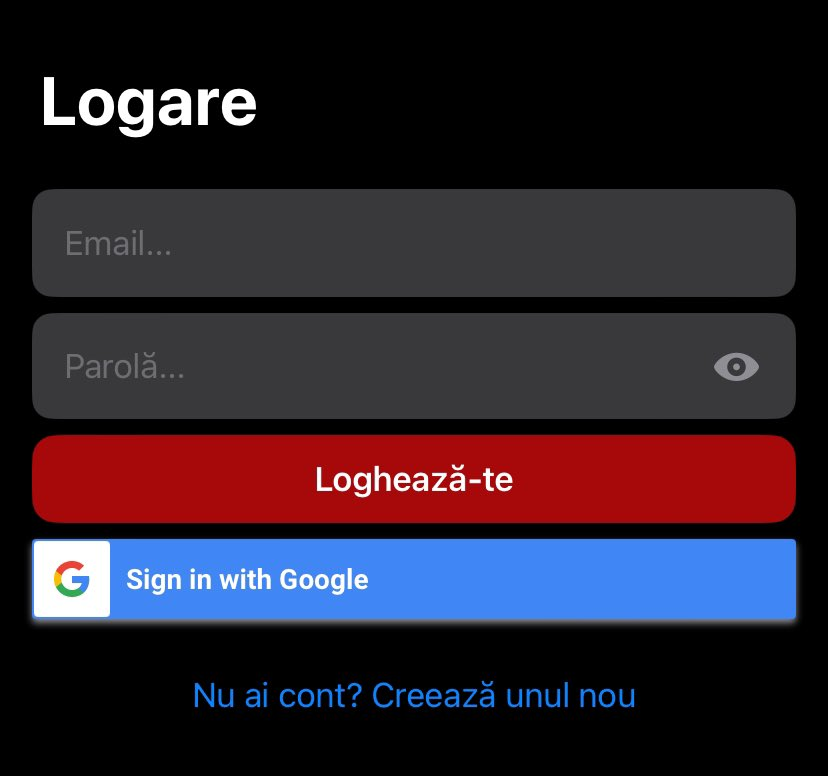 Logare
Email...
Parolă...
Loghează-te
Sign in with Google
Nu ai cont? Creează unul nou